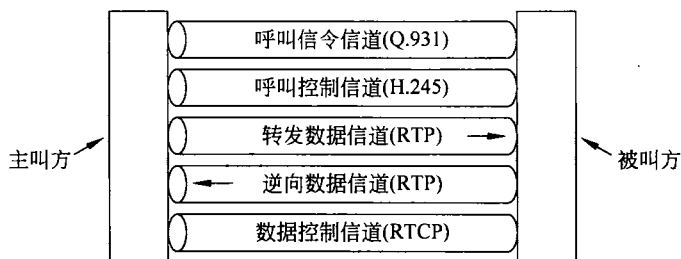 呼叫信令信道(Q.931)
呼叫控制信道(H.245)
转发数据信道(RTP)
主叫方
被叫方
逆向数据信道(RTP)
数据控制信道(RTCP)